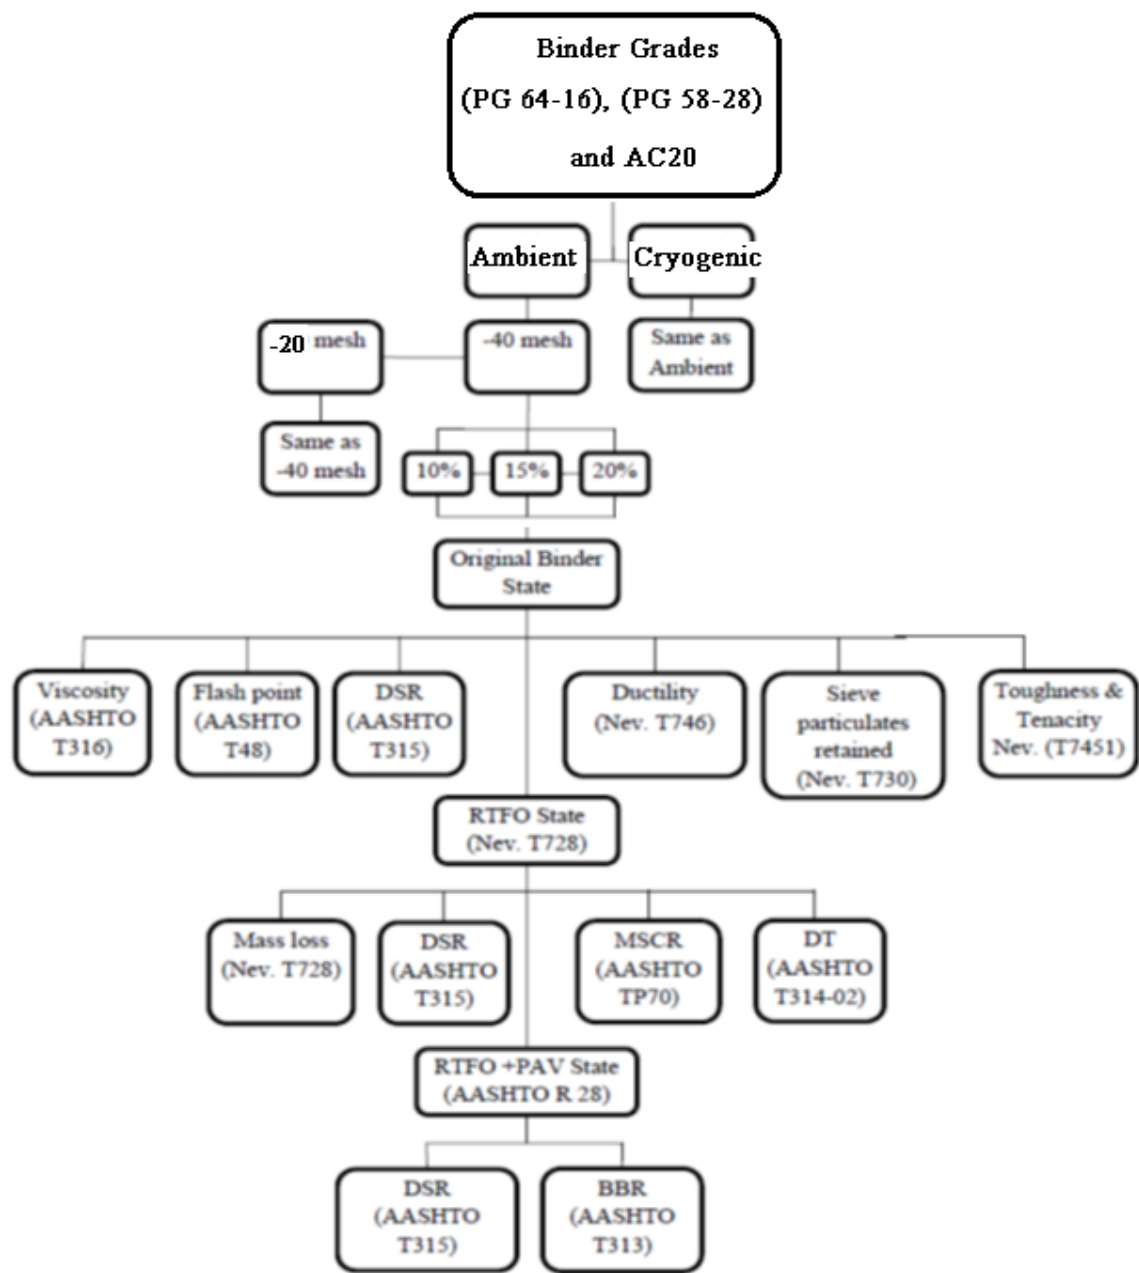 Binder Grades
(PG 64-16), (PG 58-28)
and AC20
Ambient
Cryogenic
-20 mesh
-40 mesh
Same as
Ambient
Same as
-40 mesh
10%
15%
20%
Original Binder
State
Viscosity
(AASHTO
T316)
Flash point
(AASHTO
T48)
DSR
(AASHTO
T315)
Ductility
(Nev. T746)
Sieve
particulates
retained
(Nev. T730)
Toughness &
Tenacity
Nev. (T7451)
RTFO State
(Nev. T728)
Mass loss
(Nev. T728)
DSR
(AASHTO
T315)
MSCR
(AASHTO
TP70)
DT
(AASHTO
T314-02)
RTFO +PAV State
(AASHTO R 28)
DSR
(AASHTO
T315)
BBR
(AASHTO
T313)